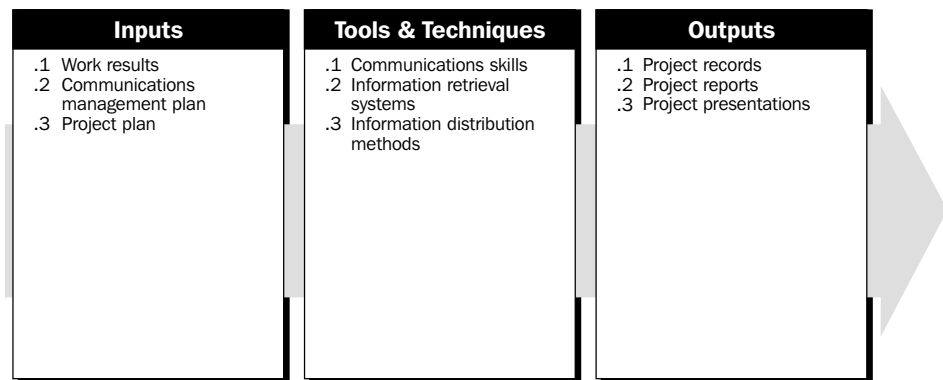 Inputs
.1 Work results
.2 Communications
management plan
.3 Project plan
Tools & Techniques
.1 Communications skills
.2 Information retrieval
systems
.3 Information distribution
methods
Outputs
.1 Project records
.2 Project reports
.3 Project presentations